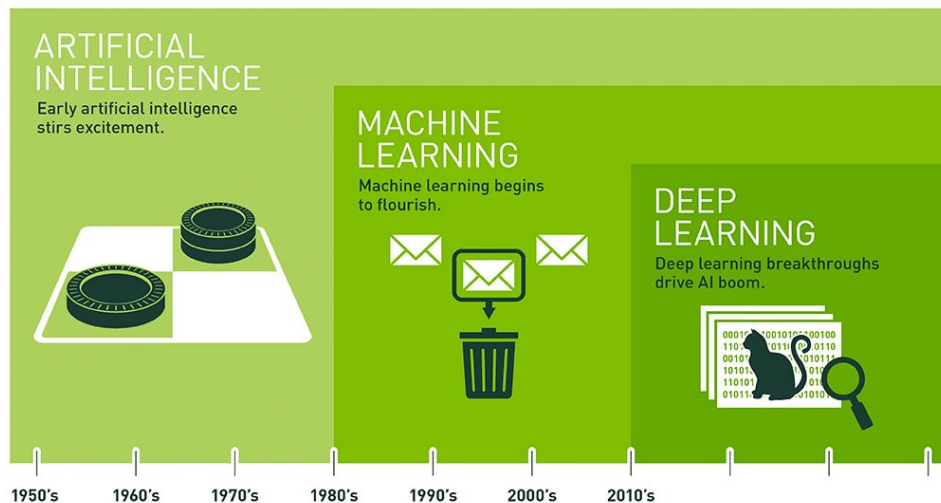 ARTIFICIAL
INTELLIGENCE
Early artificial intelligence
stirs excitement.
MACHINE
LEARNING
Machine learning begins
to flourish.
DEEP
LEARNING
Deep learning breakthroughs
drive AI boom.
1950's
1960's
1970's
1980's
1990's
2000's
2010's